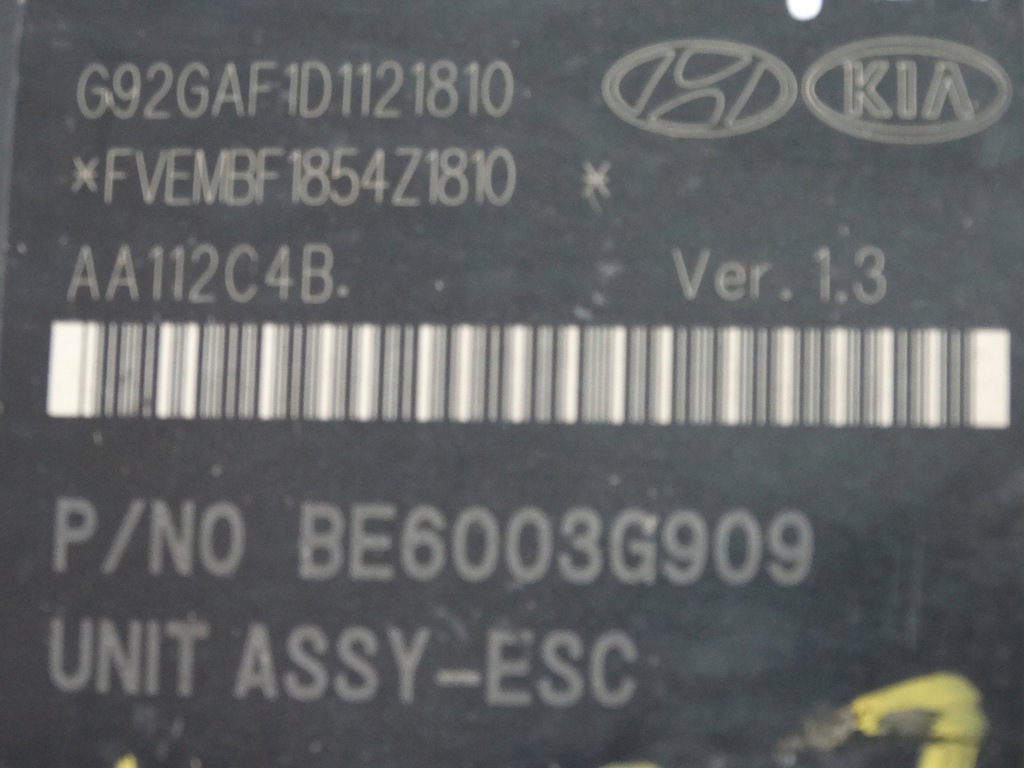 G92GAF1D1121810
KIA
*FVEMBF1854Z1810 *
AA112C4B. Ver. 1.3
P/NO BE6003G909
UNIT ASSY-ESC